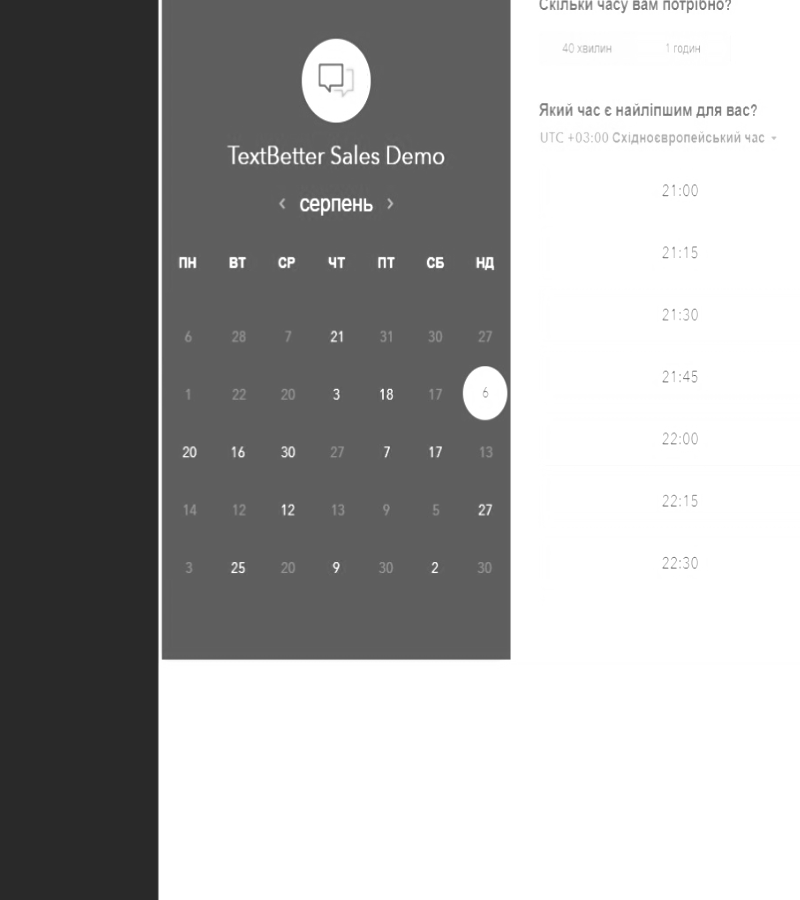 TextBetter Sales Demo
‹ серпень ›
ПН ВТ СР ЧТ ПТ СБ НД
6 28 7 21 31 30 27
1 22 20 3 18 17 6
20 16 30 27 7 17 13
14 12 12 13 9 5 27
3 25 20 9 30 2 30
Скільки часу вам потрібно?
40 хвилин 1 годин
Який час є найліпшим для вас?
UTC +03:00 Східноєвропейський час
21:00
21:15
21:30
21:45
22:00
22:15
22:30